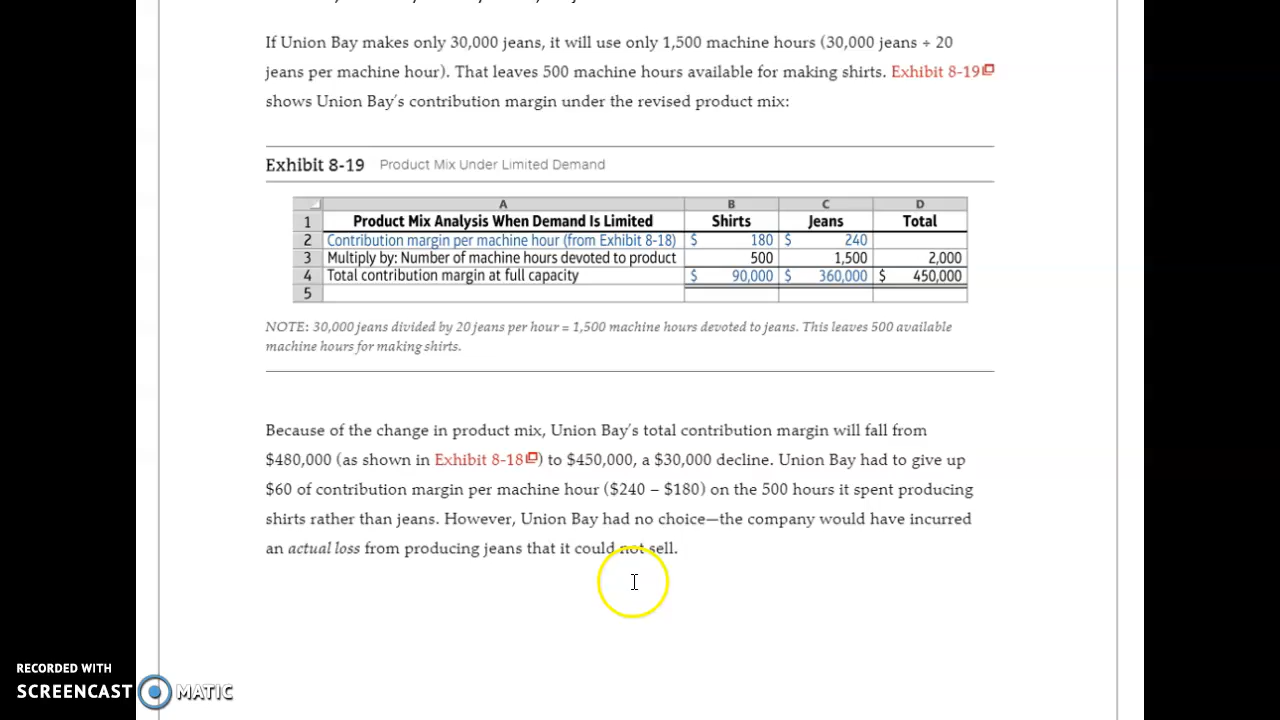 If Union Bay makes only 30,000 jeans, it will use only 1,500 machine hours (30,000 jeans ÷ 20
jeans per machine hour). That leaves 500 machine hours available for making shirts. Exhibit 8-19
shows Union Bay's contribution margin under the revised product mix:
Exhibit 8-19 Product Mix Under Limited Demand
A B C D
1 Product Mix Analysis When Demand Is Limited Shirts Jeans Total
2 Contribution margin per machine hour (from Exhibit 8-18) $ 180 $ 240
3 Multiply by: Number of machine hours devoted to product 500 1,500 2,000
4 Total contribution margin at full capacity $ 90,000 $ 360,000 $ 450,000
5
NOTE: 30,000 jeans divided by 20 jeans per hour = 1,500 machine hours devoted to jeans. This leaves 500 available
machine hours for making shirts.
Because of the change in product mix, Union Bay's total contribution margin will fall from
$480,000 (as shown in Exhibit 8-18) to $450,000, a $30,000 decline. Union Bay had to give up
$60 of contribution margin per machine hour ($240 – $180) on the 500 hours it spent producing
shirts rather than jeans. However, Union Bay had no choice—the company would have incurred
an actual loss from producing jeans that it could not sell.
RECORDED WITH
SCREENCAST MATIC